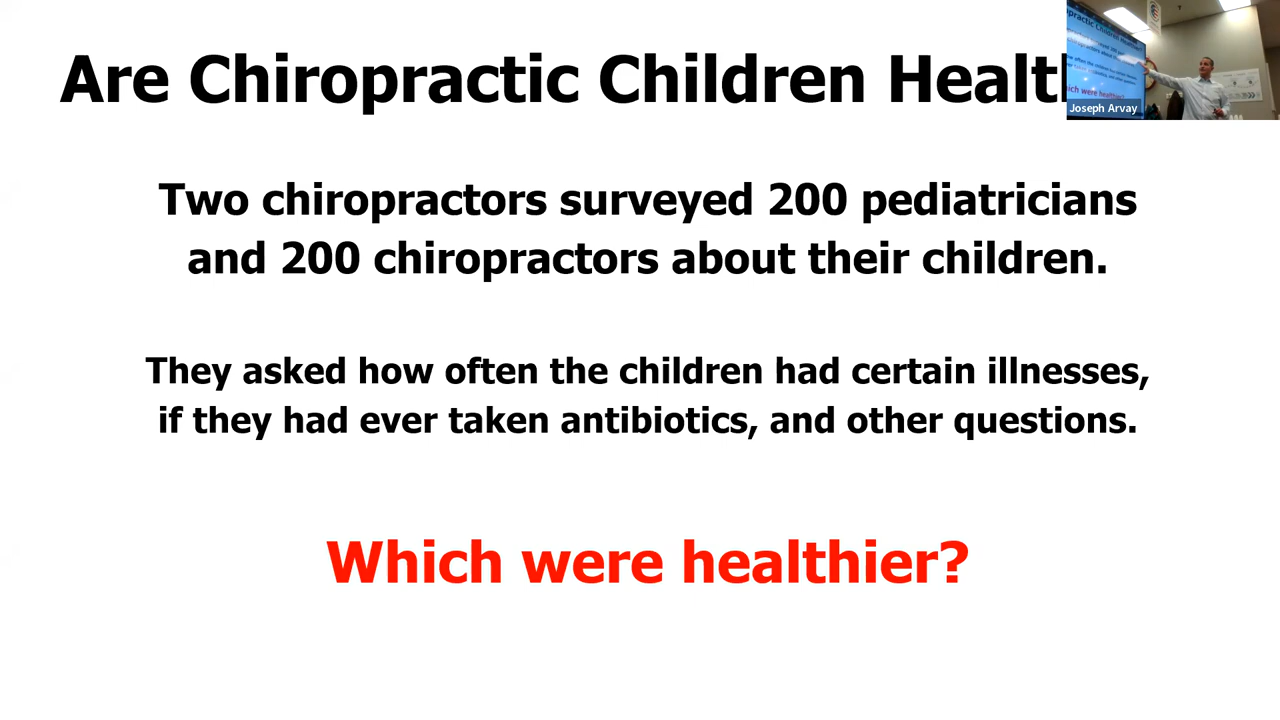 Are Chiropractic Children Healt
Joseph Arvay
Two chiropractors surveyed 200 pediatricians
and 200 chiropractors about their children.
They asked how often the children had certain illnesses,
if they had ever taken antibiotics, and other questions.
Which were healthier?